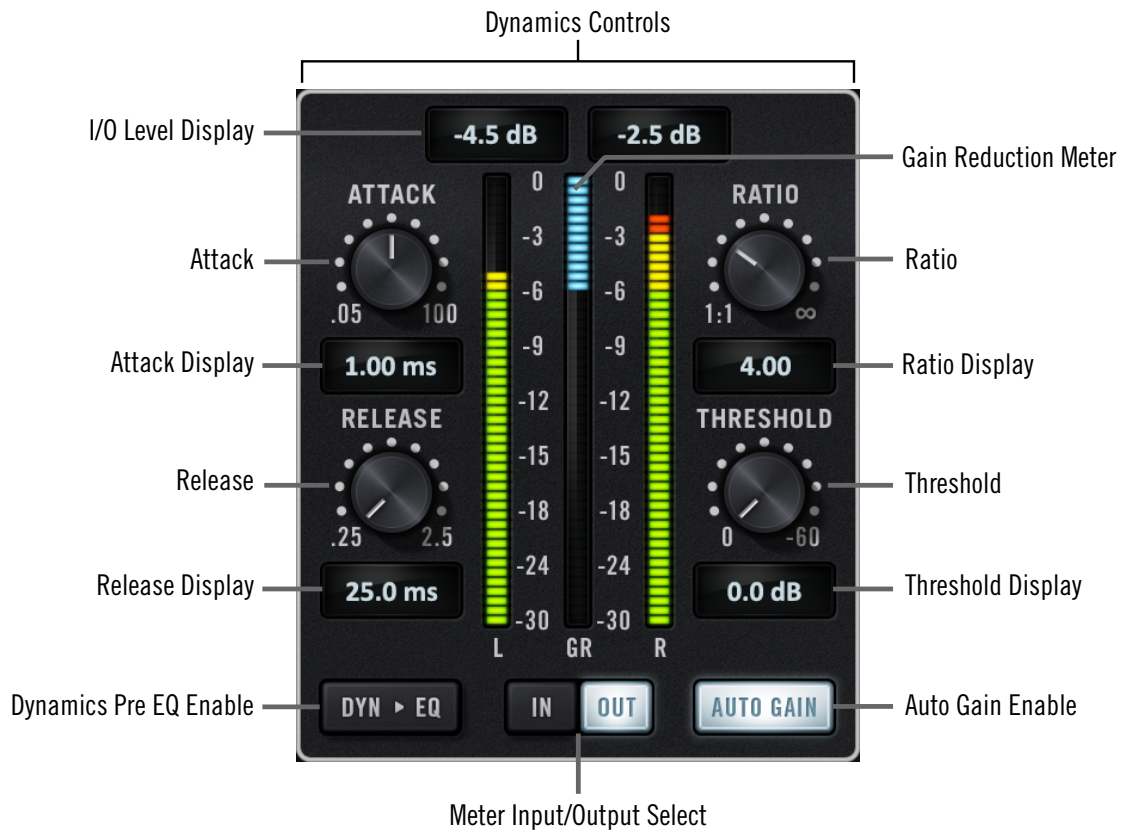 Dynamics Controls
I/O Level Display
-4.5 dB
-2.5 dB
Gain Reduction Meter
ATTACK
0
0
RATIO
-3
-3
Attack
Ratio
-6
-6
.05
100
1:1
∞
-9
-9
Attack Display
1.00 ms
4.00
Ratio Display
-12
-12
RELEASE
THRESHOLD
-15
-15
Release
Threshold
-18
-18
.25
2.5
0
-60
-24
-24
Release Display
25.0 ms
0.0 dB
Threshold Display
-30
-30
L
GR
R
Dynamics Pre EQ Enable
DYN ▸ EQ
IN
OUT
AUTO GAIN
Auto Gain Enable
Meter Input/Output Select